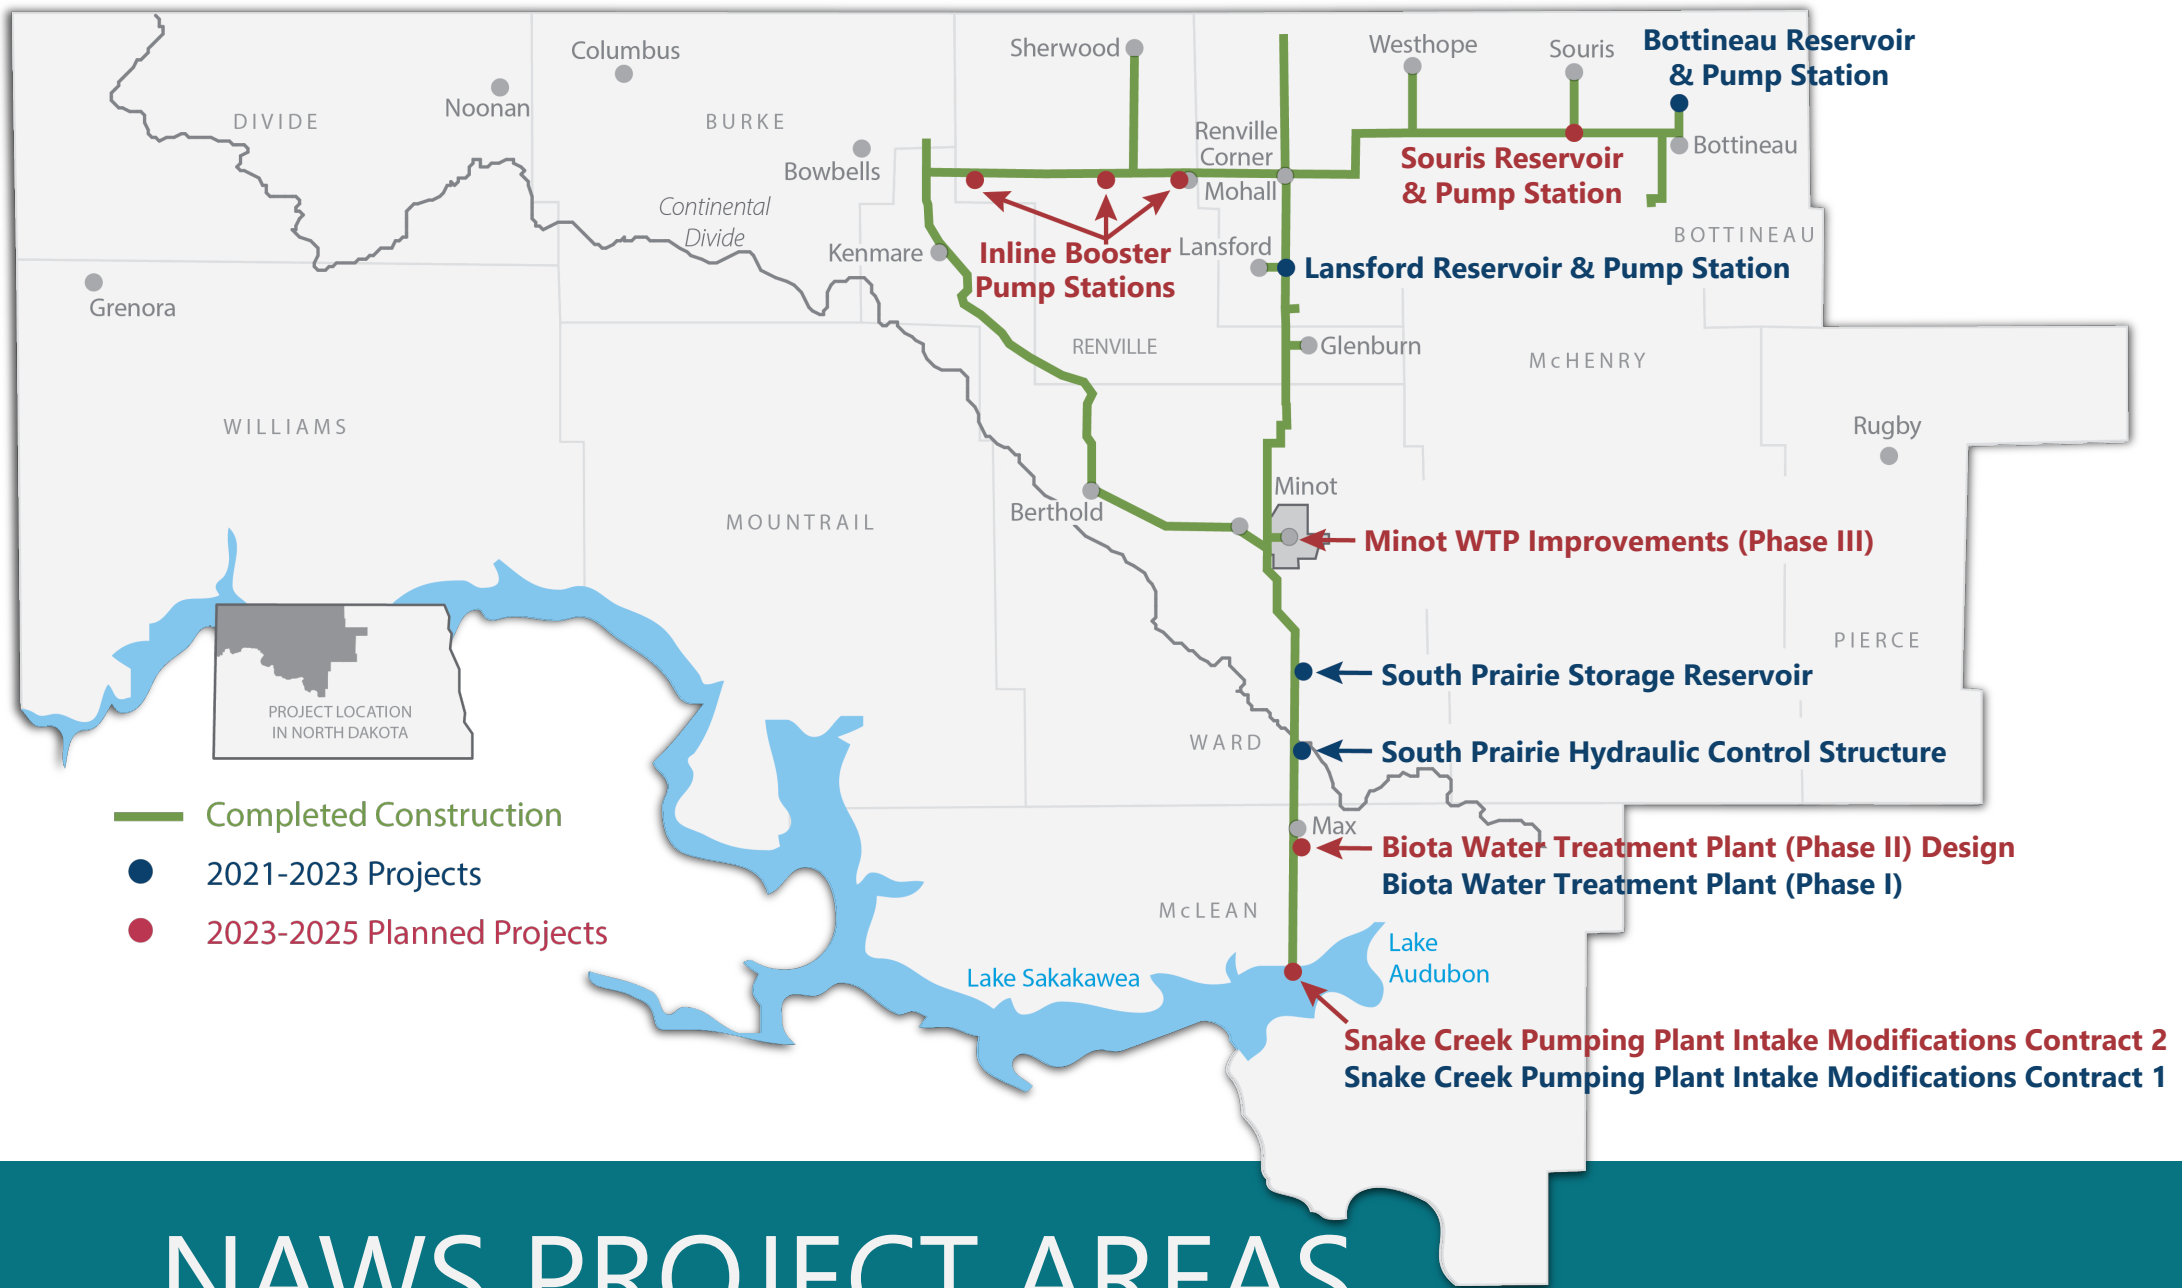 Columbus
Noonan
DIVIDE
BURKE
Bowbells
Sherwood
Westhope
Souris
Bottineau Reservoir
& Pump Station
Renville
Corner
Mohall
Souris Reservoir
& Pump Station
Bottineau
BOTTINEAU
Continental
Divide
Kenmare
Inline Booster
Pump Stations
Lansford
Lansford Reservoir & Pump Station
Grenora
RENVILLE
Glenburn
McHENRY
WILLIAMS
Rugby
MOUNTRAIL
Berthold
Minot
Minot WTP Improvements (Phase III)
PIERCE
South Prairie Storage Reservoir
WARD
South Prairie Hydraulic Control Structure
PROJECT LOCATION
IN NORTH DAKOTA
Completed Construction
2021-2023 Projects
2023-2025 Planned Projects
Max
Biota Water Treatment Plant (Phase II) Design
Biota Water Treatment Plant (Phase I)
McLEAN
Lake Sakakawea
Lake
Audubon
Snake Creek Pumping Plant Intake Modifications Contract 2
Snake Creek Pumping Plant Intake Modifications Contract 1
NAWS PROJECT AREAS